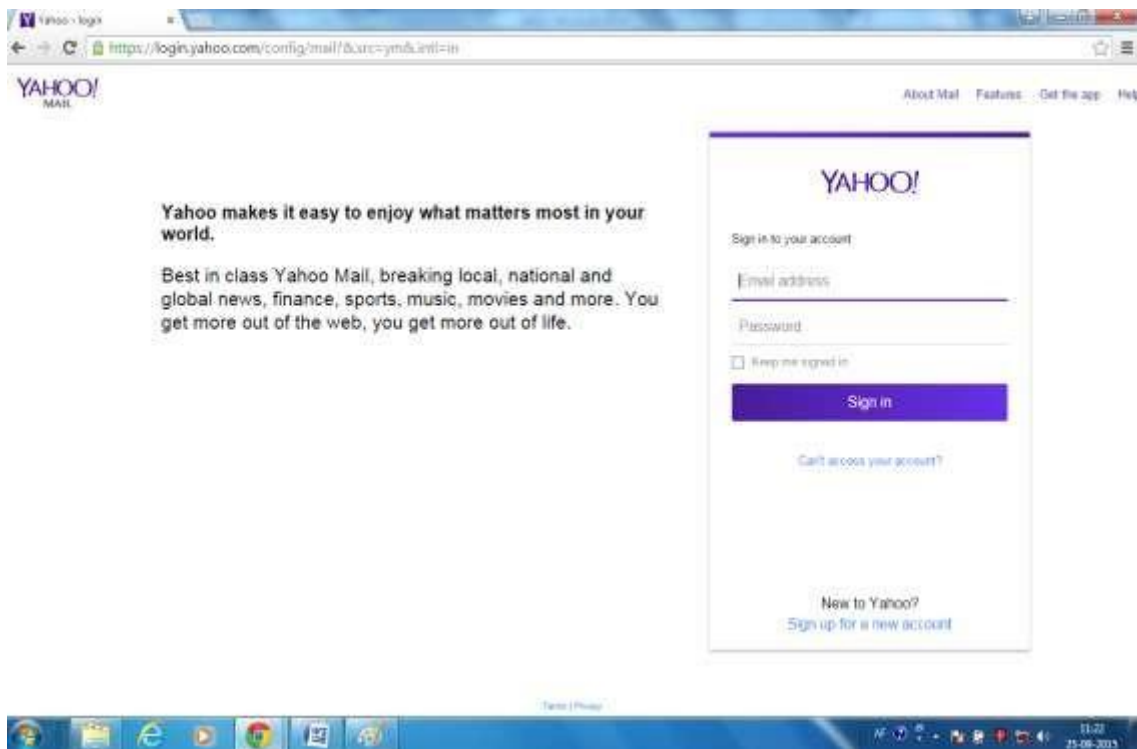 Yahoo - login
https://login.yahoo.com/config/mail?&.src=ym&.intl=in
YAHOO!
MAIL
About Mail Features Get the app Help
YAHOO!
Yahoo makes it easy to enjoy what matters most in your
world.
Best in class Yahoo Mail, breaking local, national and
global news, finance, sports, music, movies and more. You
get more out of the web, you get more out of life.
Sign in to your account
Email address
Password
Keep me signed in
Sign in
Can't access your account?
New to Yahoo?
Sign up for a new account
Terms | Privacy
11:22
25-09-2015